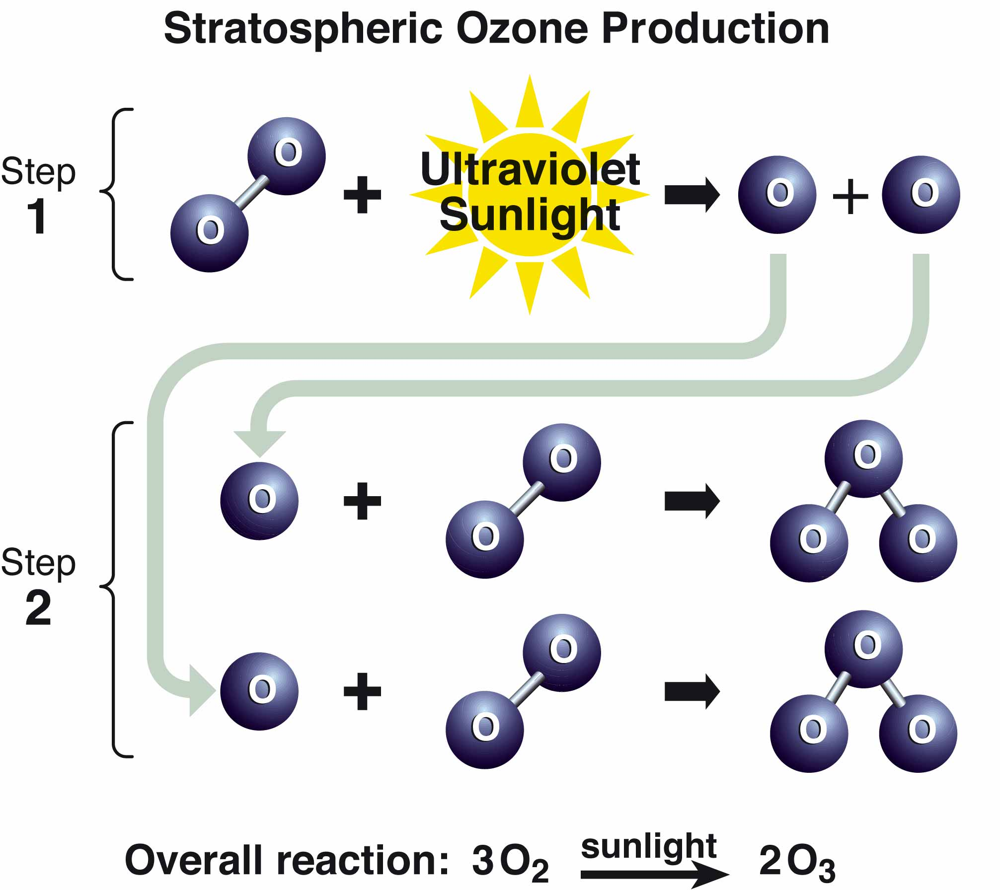 Stratospheric Ozone Production
Step
1
O
O
+
Ultraviolet
Sunlight
O + O
Step
2
O
+
O
O
O
O
O
O
+
O
O
O
O
O
Overall reaction: 3O₂ sunlight 2O₃